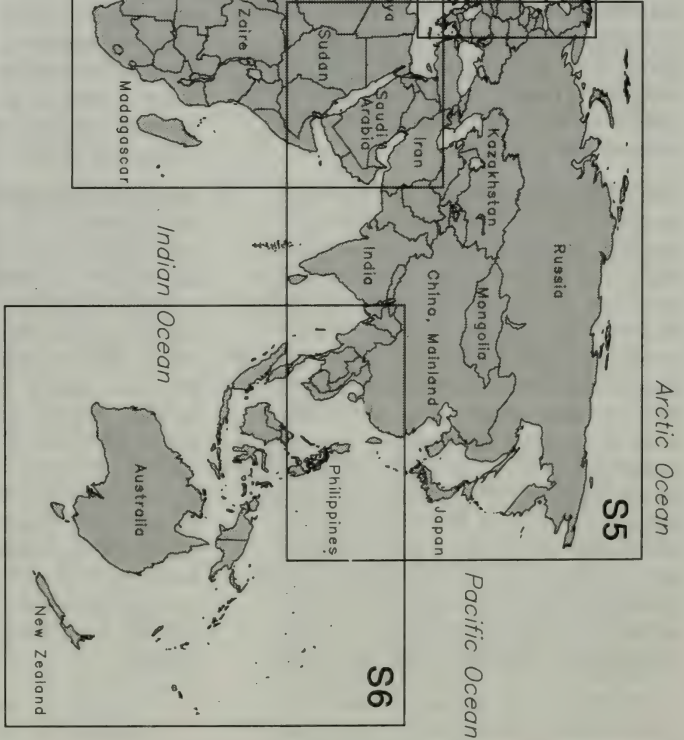 Arctic Ocean
S5
Russia
Kazakhstan
Mongolia
China, Mainland
Japan
Pacific Ocean
Iran
Saudi
Arabia
ya
Sudan
India
Philippines
S6
Zaire
Madagascar
Indian Ocean
Australia
New Zealand